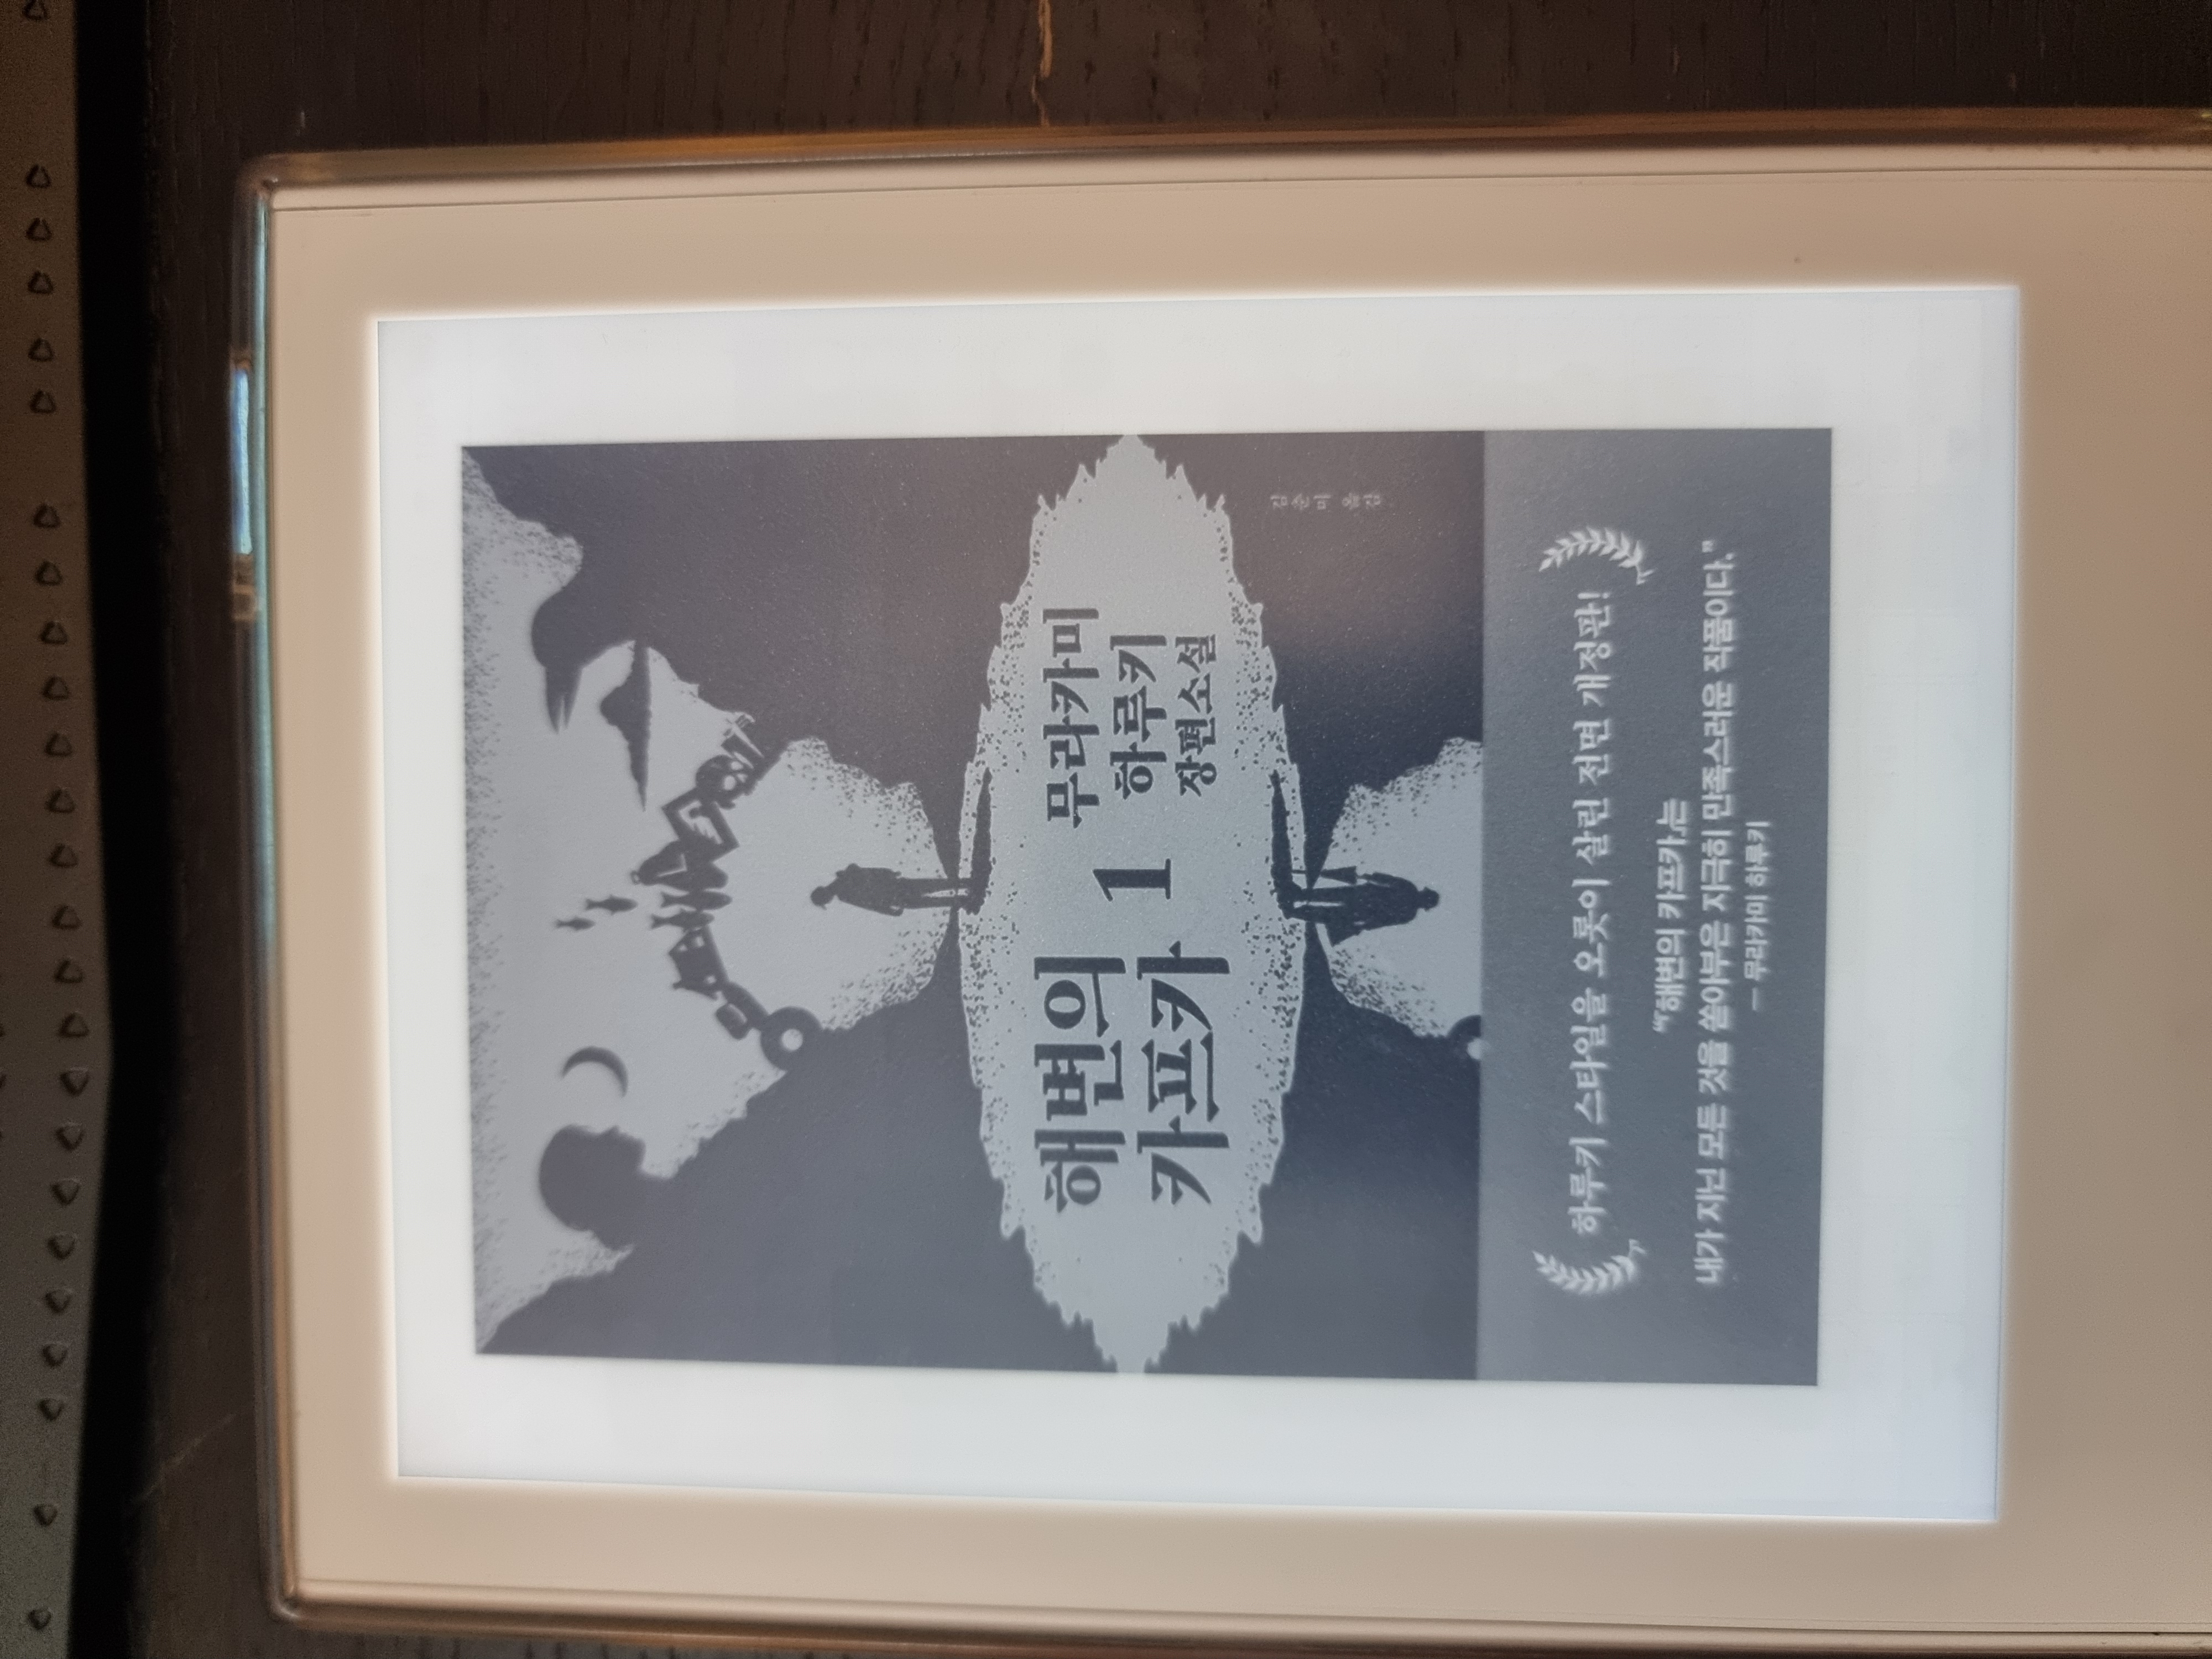 해변의
카프카
1
무라카미
하루키
장편소설
김춘미 옮김
하루키 스타일을 오롯이 살린 전면 개정판!
“『해변의 카프카』는
내가 지닌 모든 것을 쏟아부은 지극히 만족스러운 작품이다.”
– 무라카미 하루키